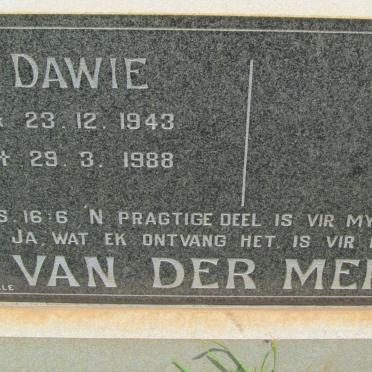 DAWIE
* 23.12.1943
29.3.1988
16:6 'N PRAGTIGE DEEL IS VIR MY
JA, WAT EK ONTVANG HET, IS VIR
VAN DER